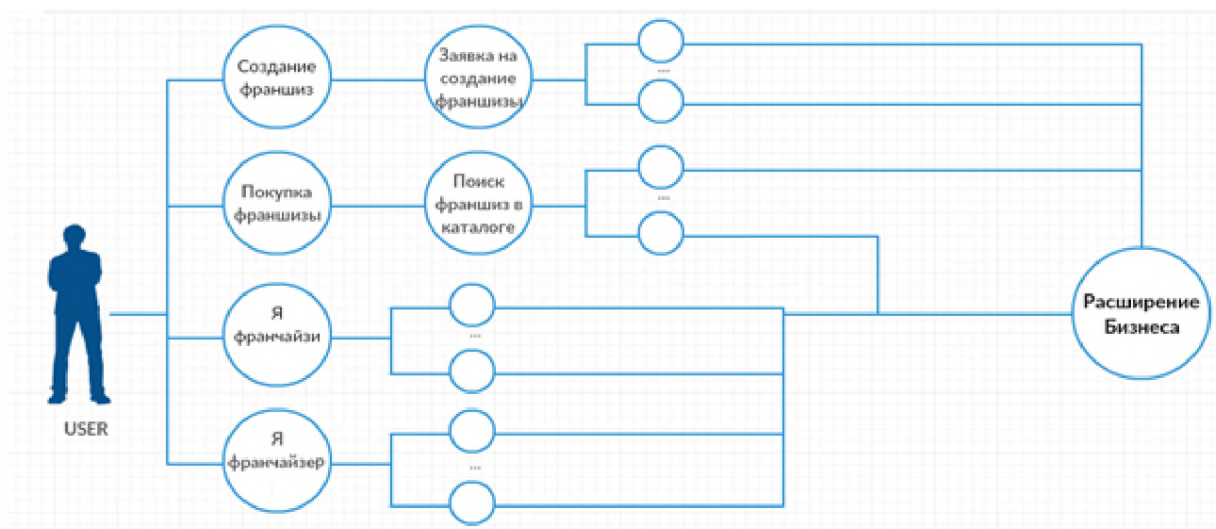 Создание
франшиз
Заявка на
создание
франшизы
...
Покупка
франшизы
Поиск
франшиз в
каталоге
...
USER
Я
франчайзи
...
Я
франчайзер
...
Расширение
Бизнеса